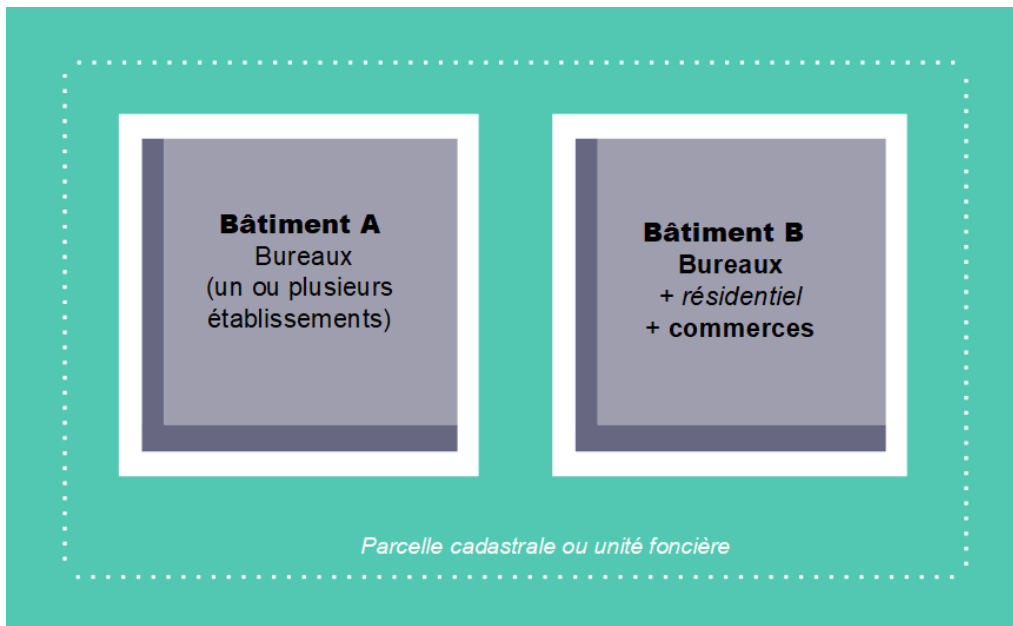 Bâtiment A
Bureaux
(un ou plusieurs
établissements)
Bâtiment B
Bureaux
+ résidentiel
+ commerces
Parcelle cadastrale ou unité foncière